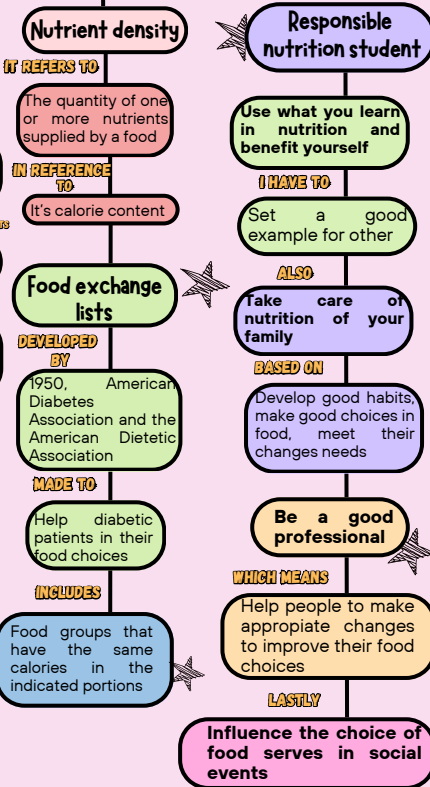 Nutrient density
IT REFERS TO
The quantity of one
or more nutrients
supplied by a food
IN REFERENCE
TO
It's calorie content
Food exchange
lists
DEVELOPED
BY
1950, American
Diabetes
Association and the
American Dietetic
Association
MADE TO
Help diabetic
patients in their
food choices
INCLUDES
Food groups that
have the same
calories in the
indicated portions
Responsible
nutrition student
Use what you learn
in nutrition and
benefit yourself
I HAVE TO
Set a good
example for other
ALSO
Take care of
nutrition of your
family
BASED ON
Develop good habits,
make good choices in
food, meet their
changes needs
Be a good
professional
WHICH MEANS
Help people to make
appropiate changes
to improve their food
choices
LASTLY
Influence the choice of
food serves in social
events